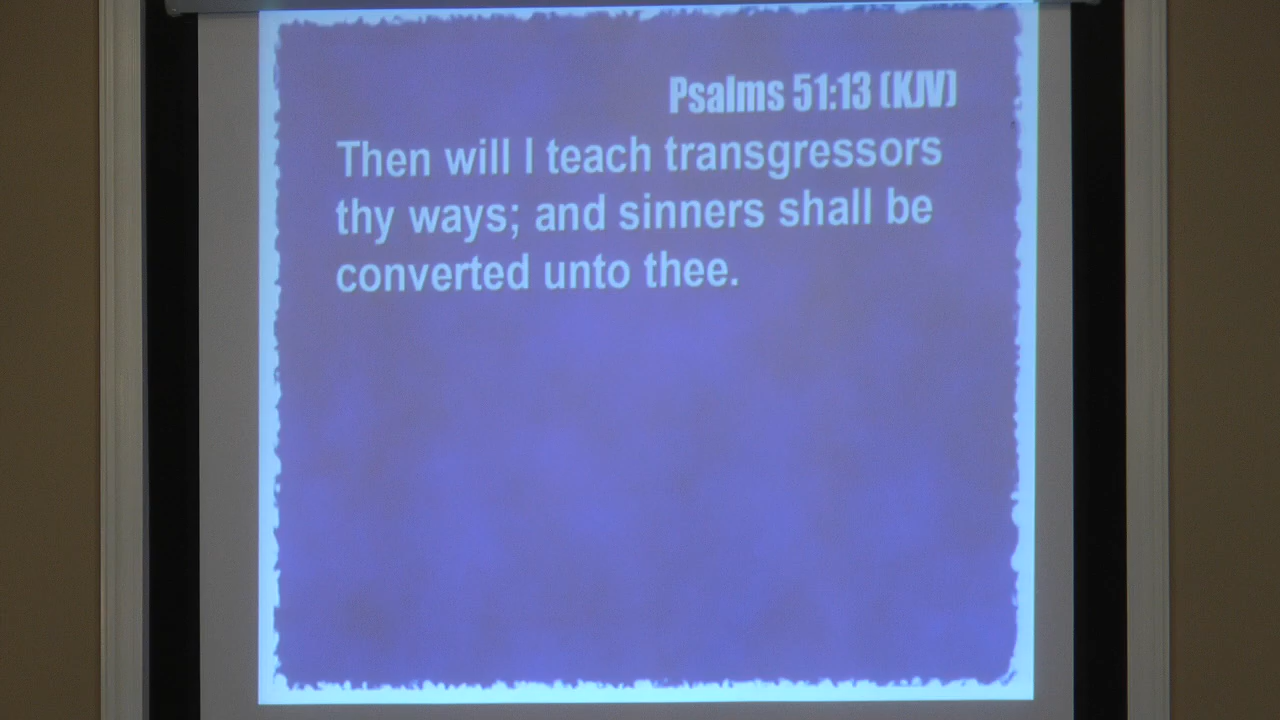 Psalms 51:13 (KJV)
Then will I teach transgressors
thy ways; and sinners shall be
converted unto thee.